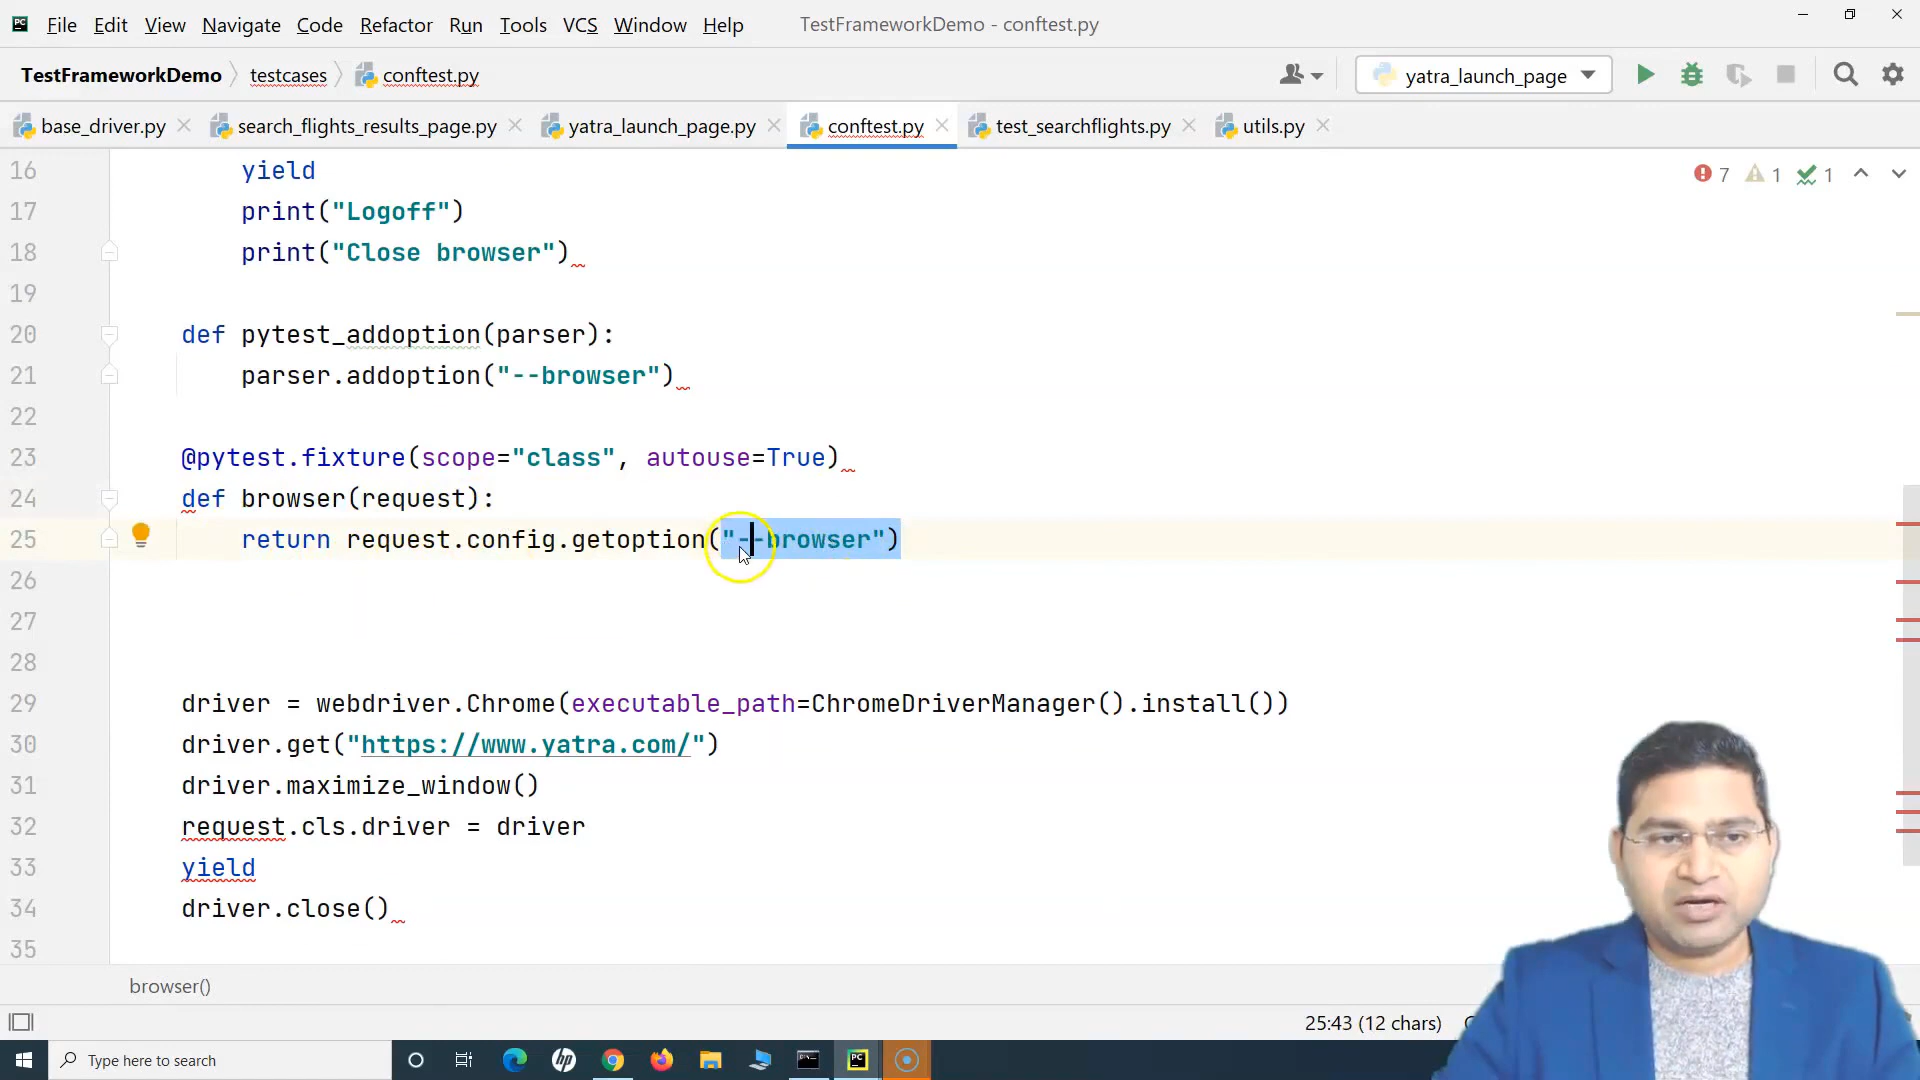 File Edit View Navigate Code Refactor Run Tools VCS Window Help TestFrameworkDemo - conftest.py
TestFrameworkDemo testcases conftest.py yatra_launch_page
base_driver.py search_flights_results_page.py yatra_launch_page.py conftest.py test_searchflights.py utils.py
16 yield 7 1 1
17 print("Logoff")
18 print("Close browser")
19
20 def pytest_addoption(parser):
21 parser.addoption("--browser")
22
23 @pytest.fixture(scope="class", autouse=True)
24 def browser(request):
25 return request.config.getoption("--browser")
26
27
28
29 driver = webdriver.Chrome(executable_path=ChromeDriverManager().install())
30 driver.get("https://www.yatra.com/")
31 driver.maximize_window()
32 request.cls.driver = driver
33 yield
34 driver.close()
35
browser()
25:43 (12 chars)
Type here to search